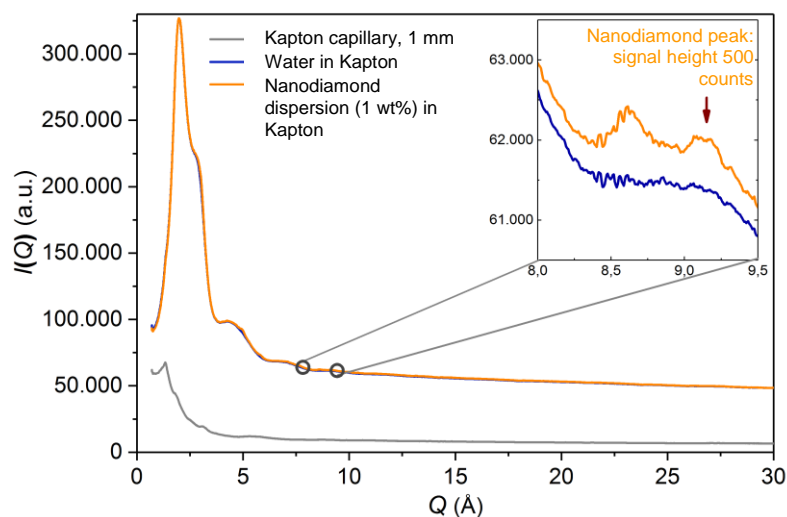 Kapton capillary, 1 mm
Water in Kapton
Nanodiamond
dispersion (1 wt%) in
Kapton
Nanodiamond peak:
signal height 500
counts
63.000
62.000
61.000
8,0 8,5 9,0 9,5
I(Q) (a.u.)
350.000
300.000
250.000
200.000
150.000
100.000
50.000
0
0 5 10 15 20 25 30
Q (Å)